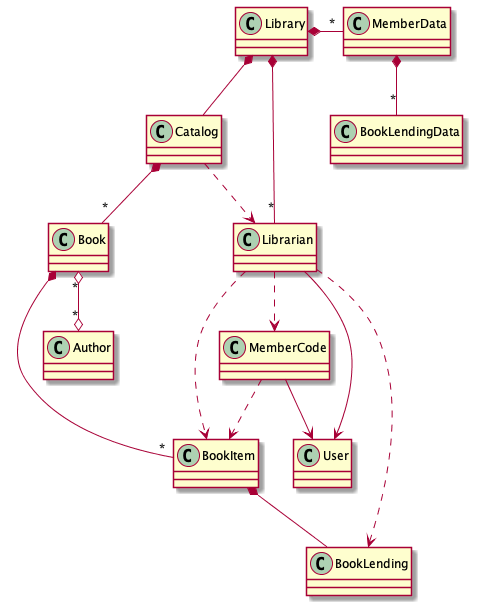 C Library
*
C MemberData
*
C Catalog
C BookLendingData
*
*
C Book
C Librarian
*
*
C Author
C MemberCode
*
C BookItem
C User
C BookLending